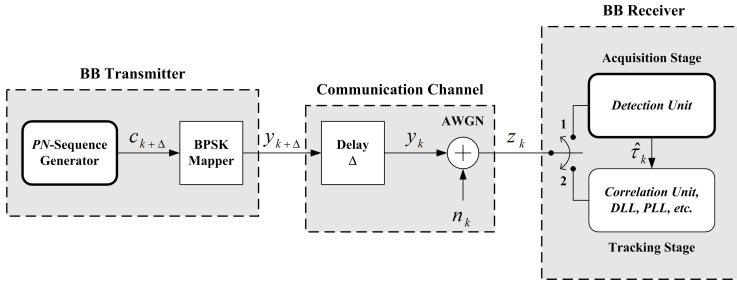 BB Transmitter
PN-Sequence
Generator
c k+Δ
BPSK
Mapper
y k+Δ
Communication Channel
Delay
Δ
y k
AWGN
+
n k
z k
BB Receiver
Acquisition Stage
Detection Unit
1
2
τ̂ k
Correlation Unit,
DLL, PLL, etc.
Tracking Stage